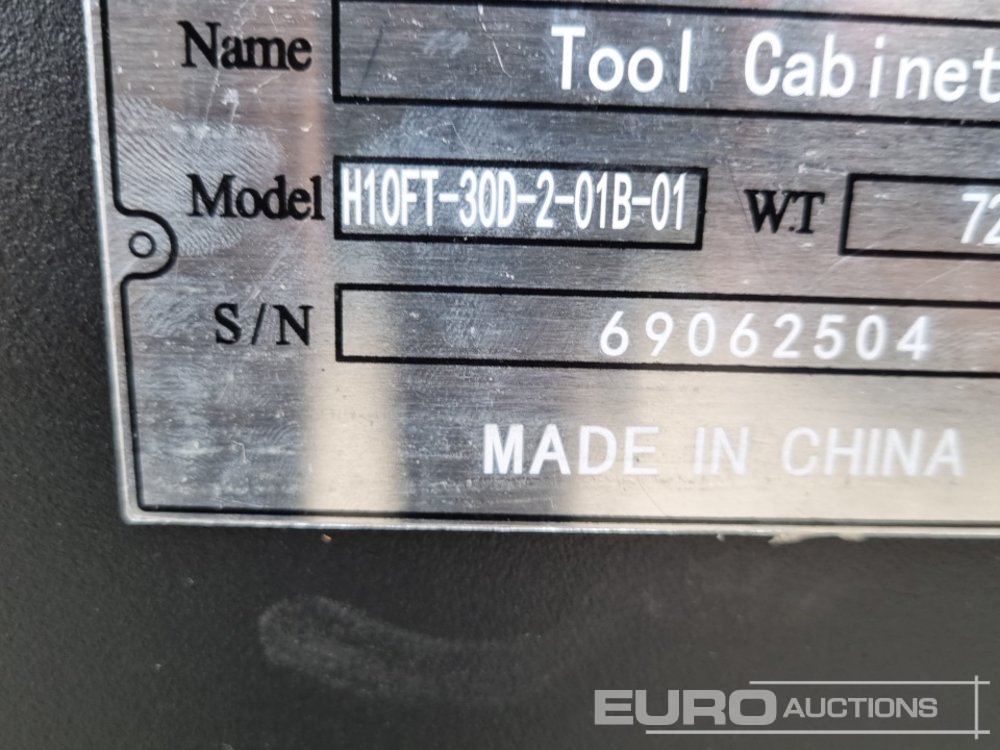 Name Tool Cabinet
Model H10FT-30D-2-01B-01 W.T 72
S/N 69062504
MADE IN CHINA
EURO AUCTIONS